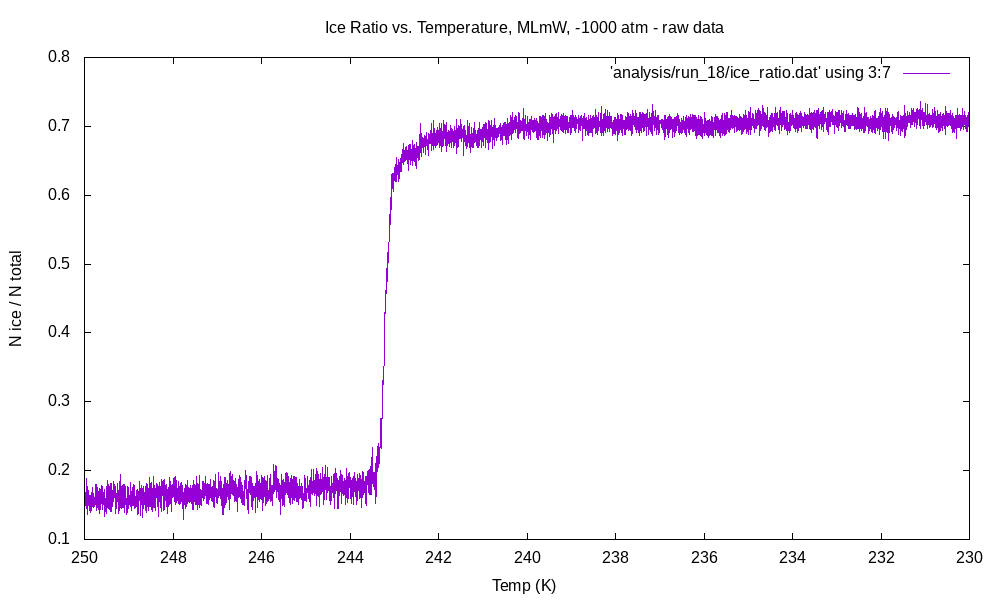 Ice Ratio vs. Temperature, MLmW, -1000 atm - raw data
'analysis/run_18/ice_ratio.dat' using 3:7
N ice / N total
0.8
0.7
0.6
0.5
0.4
0.3
0.2
0.1
250 248 246 244 242 240 238 236 234 232 230
Temp (K)